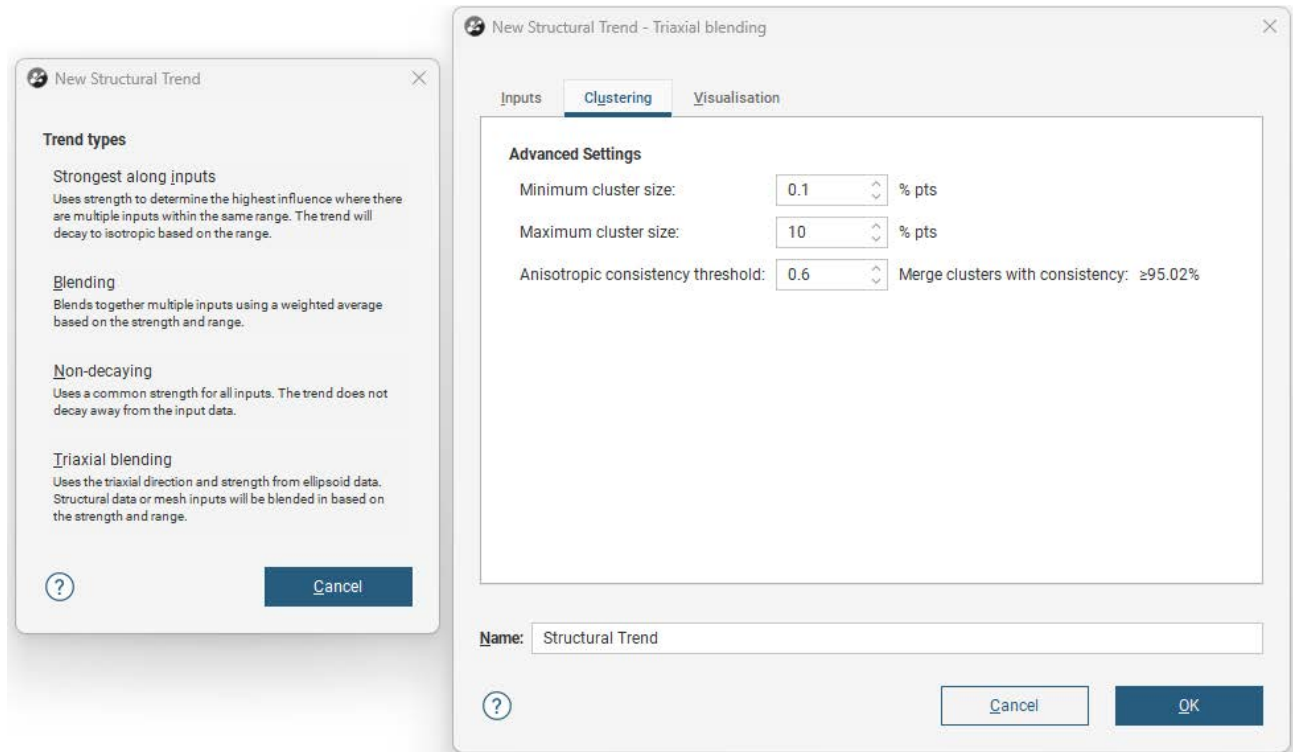 New Structural Trend
Trend types
Strongest along inputs
Uses strength to determine the highest influence where there
are multiple inputs within the same range. The trend will
decay to isotropic based on the range.
Blending
Blends together multiple inputs using a weighted average
based on the strength and range.
Non-decaying
Uses a common strength for all inputs. The trend does not
decay away from the input data.
Triaxial blending
Uses the triaxial direction and strength from ellipsoid data.
Structural data or mesh inputs will be blended in based on
the strength and range.
?
Cancel
New Structural Trend - Triaxial blending
Inputs Clustering Visualisation
Advanced Settings
Minimum cluster size: 0.1 % pts
Maximum cluster size: 10 % pts
Anisotropic consistency threshold: 0.6 Merge clusters with consistency: ≥95.02%
Name: Structural Trend
?
Cancel
OK